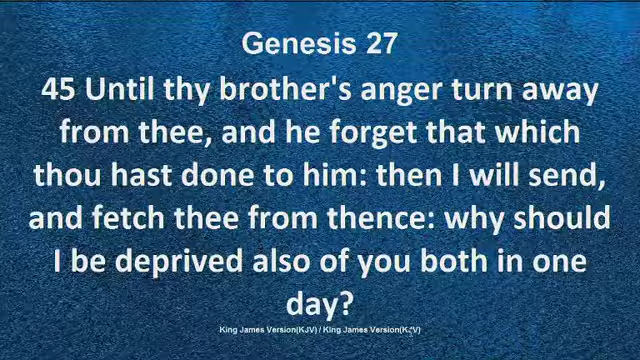 Genesis 27
45 Until thy brother's anger turn away
from thee, and he forget that which
thou hast done to him: then I will send,
and fetch thee from thence: why should
I be deprived also of you both in one
day?
King James Version(KJV) / King James Version(KJV)